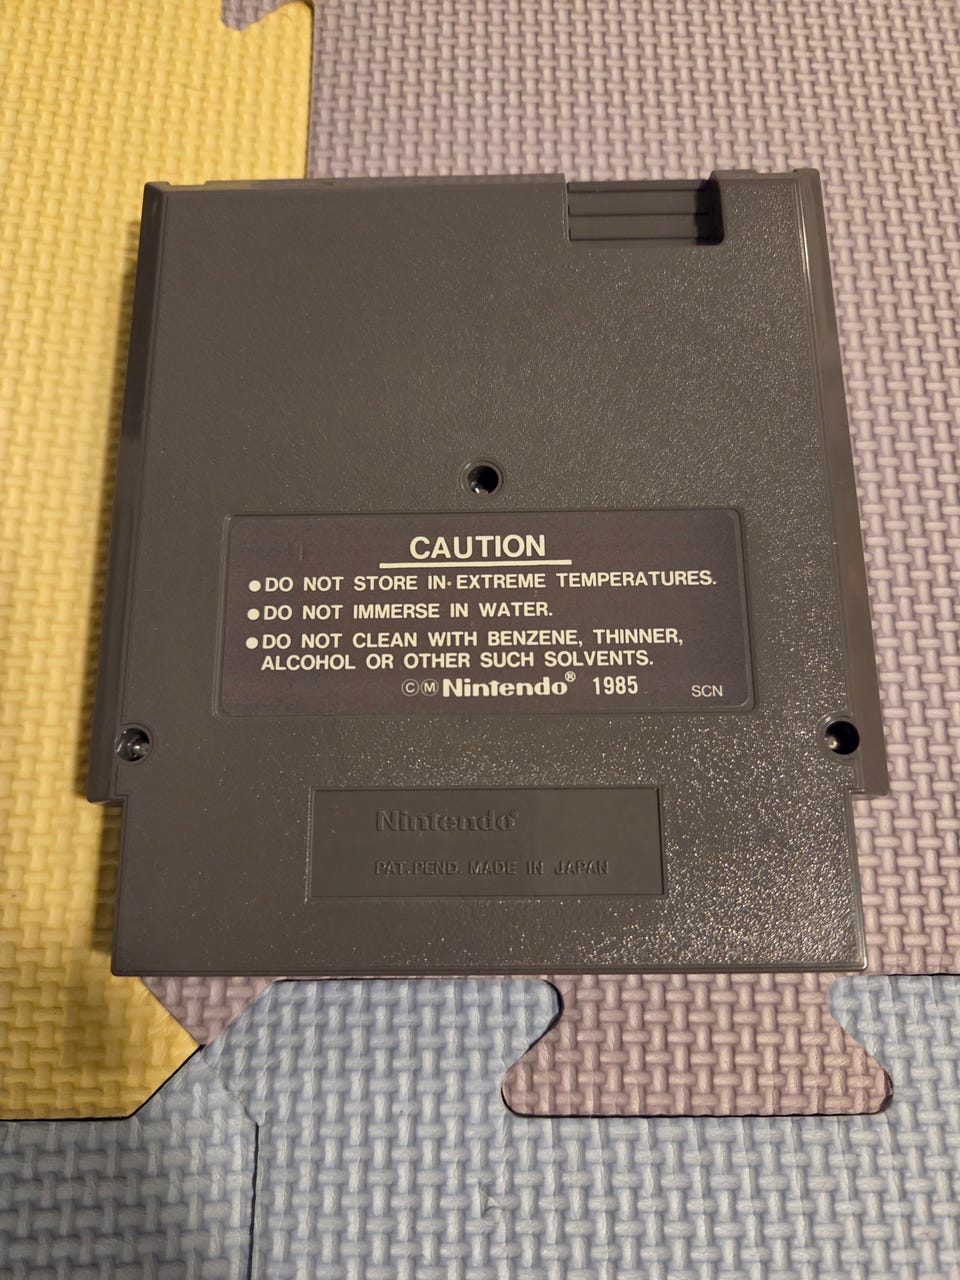 CAUTION
●DO NOT STORE IN·EXTREME TEMPERATURES.
●DO NOT IMMERSE IN WATER.
●DO NOT CLEAN WITH BENZENE, THINNER,
ALCOHOL OR OTHER SUCH SOLVENTS.
ⒸⓂNintendo® 1985 SCN
Nintendo®
PAT.PEND. MADE IN JAPAN